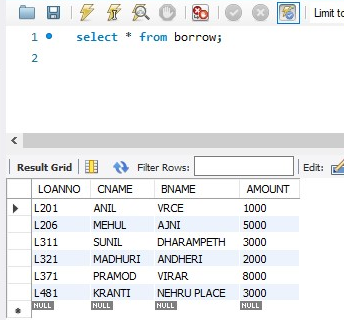 Limit to
1 select * from borrow;
2
Result Grid Filter Rows: Edit:
LOANNO CNAME BNAME AMOUNT
L201 ANIL VRCE 1000
L206 MEHUL AJNI 5000
L311 SUNIL DHARAMPETH 3000
L321 MADHURI ANDHERI 2000
L371 PRAMOD VIRAR 8000
L481 KRANTI NEHRU PLACE 3000
NULL NULL NULL NULL